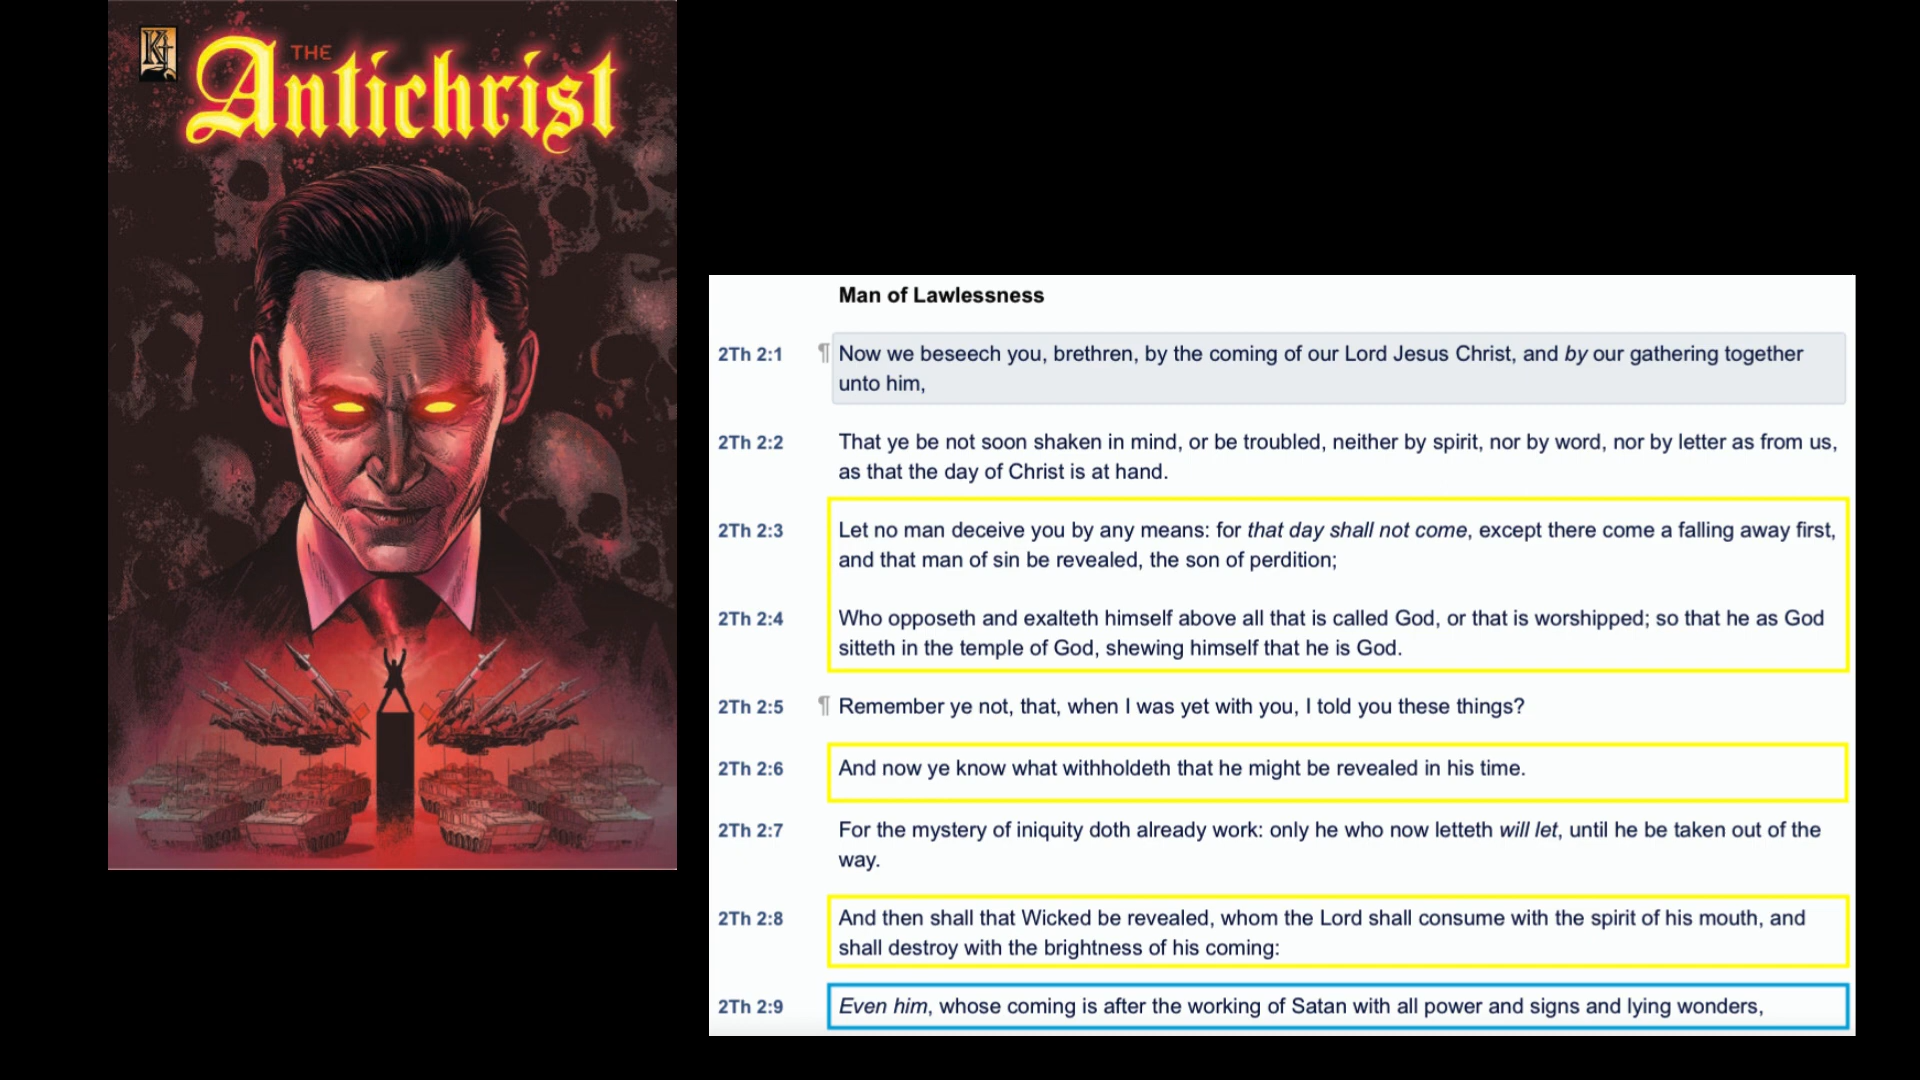 THE
Antichrist
Man of Lawlessness
2Th 2:1 ¶ Now we beseech you, brethren, by the coming of our Lord Jesus Christ, and by our gathering together
unto him,
2Th 2:2 That ye be not soon shaken in mind, or be troubled, neither by spirit, nor by word, nor by letter as from us,
as that the day of Christ is at hand.
2Th 2:3 Let no man deceive you by any means: for that day shall not come, except there come a falling away first,
and that man of sin be revealed, the son of perdition;
2Th 2:4 Who opposeth and exalteth himself above all that is called God, or that is worshipped; so that he as God
sitteth in the temple of God, shewing himself that he is God.
2Th 2:5 ¶ Remember ye not, that, when I was yet with you, I told you these things?
2Th 2:6 And now ye know what withholdeth that he might be revealed in his time.
2Th 2:7 For the mystery of iniquity doth already work: only he who now letteth will let, until he be taken out of the
way.
2Th 2:8 And then shall that Wicked be revealed, whom the Lord shall consume with the spirit of his mouth, and
shall destroy with the brightness of his coming:
2Th 2:9 Even him, whose coming is after the working of Satan with all power and signs and lying wonders,